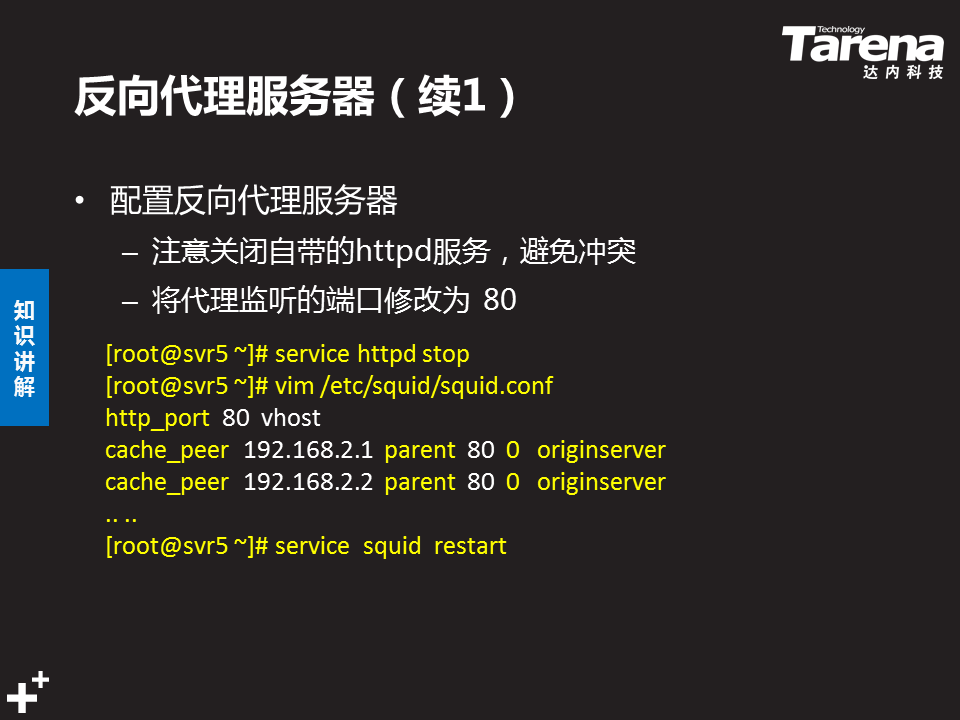 Technology
Tarena
达内科技
反向代理服务器（续1）
• 配置反向代理服务器
– 注意关闭自带的httpd服务，避免冲突
– 将代理监听的端口修改为 80
知识讲解
[root@svr5 ~]# service httpd stop
[root@svr5 ~]# vim /etc/squid/squid.conf
http_port 80 vhost
cache_peer 192.168.2.1 parent 80 0 originserver
cache_peer 192.168.2.2 parent 80 0 originserver
.. ..
[root@svr5 ~]# service squid restart